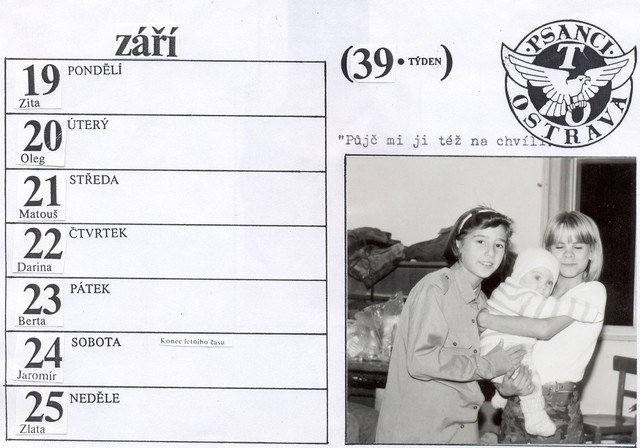 září
19 PONDĚLÍ
Zita
20 ÚTERÝ
Oleg
21 STŘEDA
Matouš
22 ČTVRTEK
Darina
23 PÁTEK
Berta
24 SOBOTA Konec letního času
Jaromír
25 NEDĚLE
Zlata
(39. TÝDEN)
PSANCI
T
O
OSTRAVA
"Půjč mi ji též na chvíli